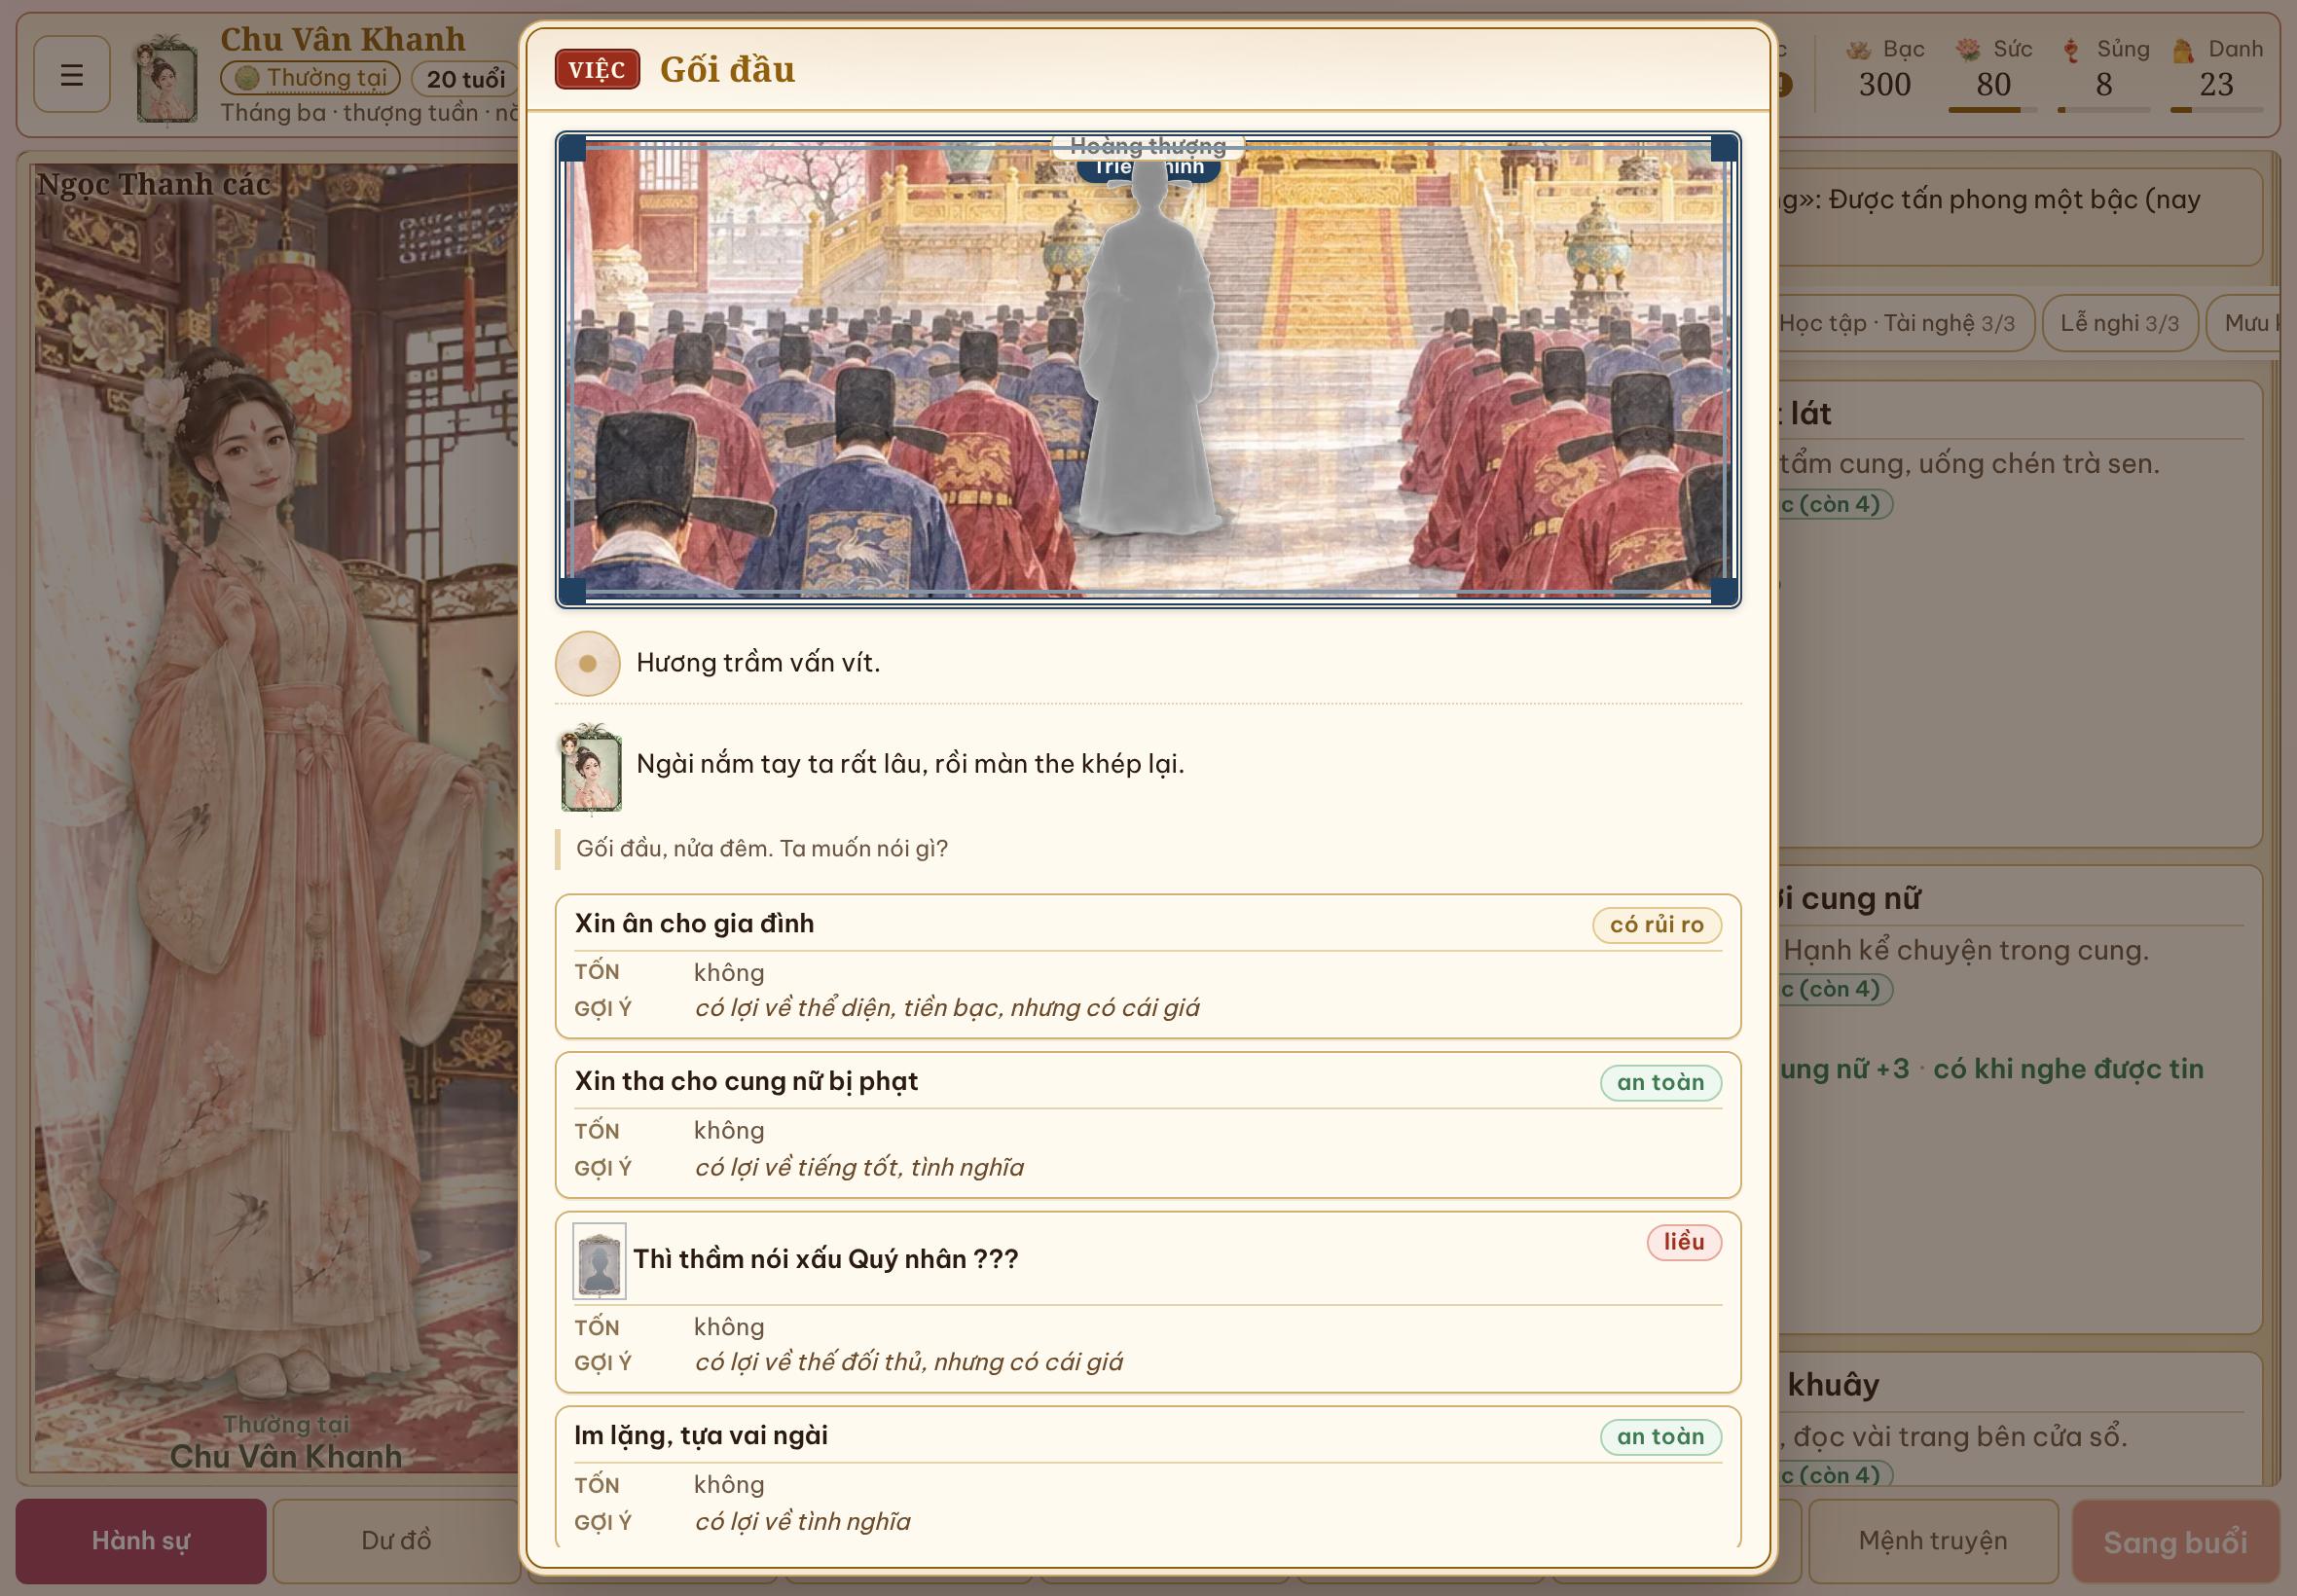 Chu Vân Khanh
Thường tại
20 tuổi
Tháng ba · thượng tuần ·
Bạc
Sức
Sủng
Danh
300
80
8
23
Ngọc Thanh các
Thường tại
Chu Vân Khanh
VIỆC
Gối đầu
Hoàng thượng
Hương trầm vấn vít.
Ngài nắm tay ta rất lâu, rồi màn the khép lại.
Gối đầu, nửa đêm. Ta muốn nói gì?
Xin ân cho gia đình
có rủi ro
TỐN
không
GỢI Ý
có lợi về thể diện, tiền bạc, nhưng có cái giá
Xin tha cho cung nữ bị phạt
an toàn
TỐN
không
GỢI Ý
có lợi về tiếng tốt, tình nghĩa
Thì thầm nói xấu Quý nhân ???
liều
TỐN
không
GỢI Ý
có lợi về thế đối thủ, nhưng có cái giá
Im lặng, tựa vai ngài
an toàn
TỐN
không
GỢI Ý
có lợi về tình nghĩa
Được tấn phong một bậc (nay
Học tập · Tài nghệ 3/3
Lễ nghi 3/3
Mưu
lát
tẩm cung, uống chén trà sen.
(còn 4)
cung nữ
Hạnh kể chuyện trong cung.
(còn 4)
nữ +3 · có khi nghe được tin
khuây
, đọc vài trang bên cửa sổ.
(còn 4)
Hành sự
Dư đồ
Mệnh truyện
Sang buổi